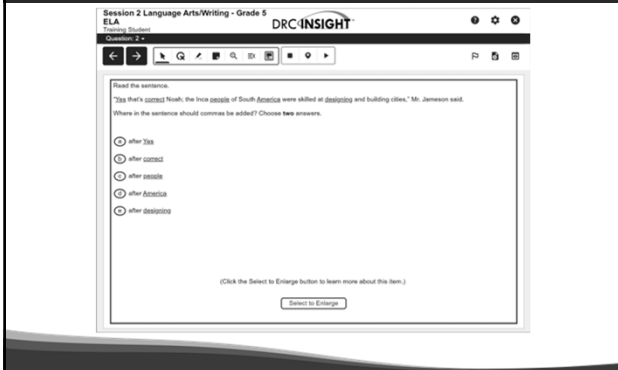 Session 2 Language Arts/Writing - Grade 5
ELA
Training Student
DRC INSIGHT
Question: 2
Read the sentence.
"Yes that's correct Noah; the Inca people of South America were skilled at designing and building cities," Mr. Jameson said.
Where in the sentence should commas be added? Choose two answers.
a after Yes
b after correct
c after people
d after America
e after designing
(Click the Select to Enlarge button to learn more about this item.)
Select to Enlarge